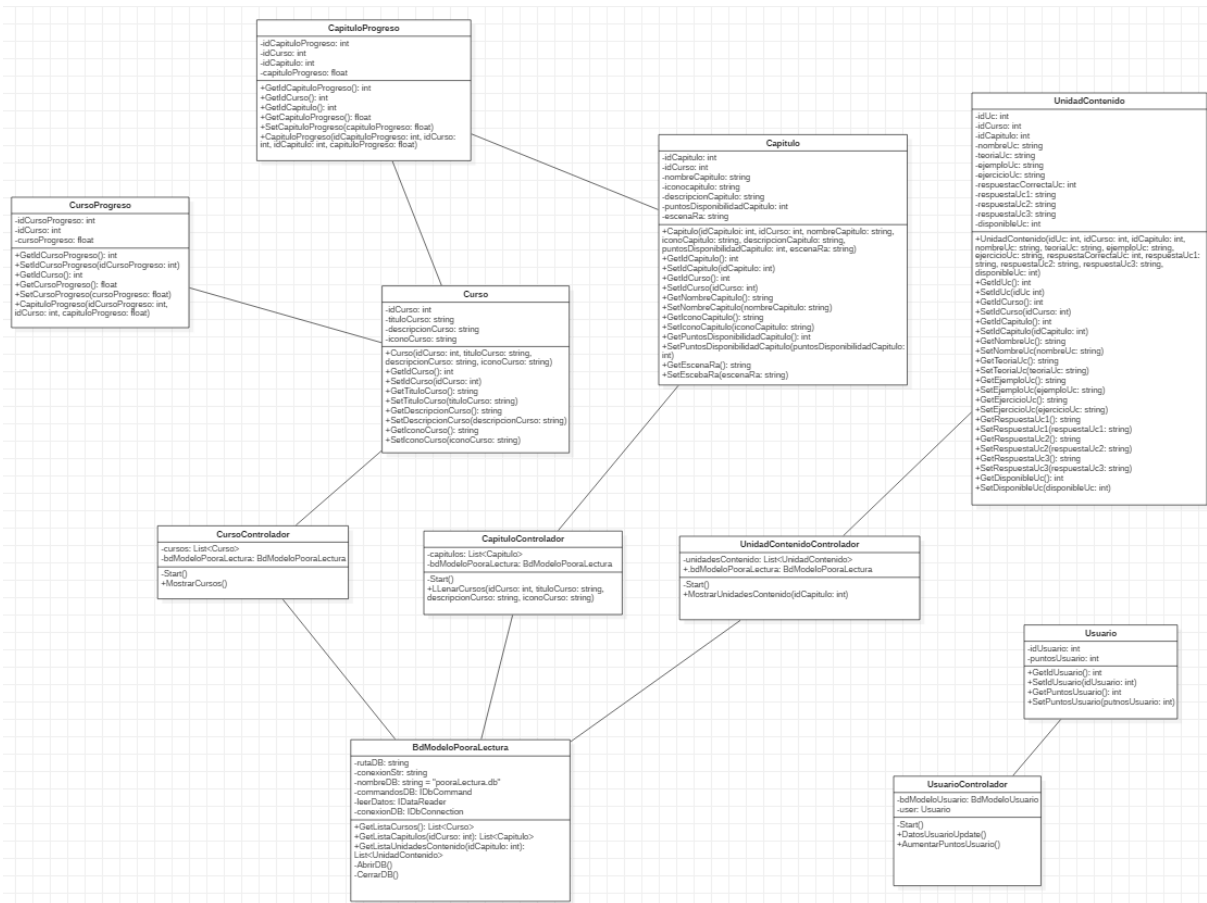 CapituloProgreso
-idCapituloProgreso: int
-idCurso: int
-idCapitulo: int
-capituloProgreso: float
+GetIdCapituloProgreso(): int
+GetIdCurso(): int
+GetIdCapitulo(): int
+GetCapituloProgreso(): float
+SetCapituloProgreso(capituloProgreso: float)
+CapituloProgreso(idCapituloProgreso: int, idCurso:
int, idCapitulo: int, capituloProgreso: float)
CursoProgreso
-idCursoProgreso: int
-idCurso: int
-cursoProgreso: float
+GetIdCursoProgreso(): int
+SetIdCursoProgreso(idCursoProgreso: int)
+GetIdCurso(): int
+GetCursoProgreso(): float
+SetCursoProgreso(cursoProgreso: float)
+CapituloProgreso(idCursoProgreso: int,
idCurso: int, capituloProgreso: float)
Curso
-idCurso: int
-tituloCurso: string
-descripcionCurso: string
-iconoCurso: string
+Curso(idCurso: int, tituloCurso: string,
descripcionCurso: string, iconoCurso: string)
+GetIdCurso(): int
+SetIdCurso(idCurso: int)
+GetTituloCurso(): string
+SetTituloCurso(tituloCurso: string)
+GetDescripcionCurso(): string
+SetDescripcionCurso(descripcionCurso: string)
+GetIconoCurso(): string
+SetIconoCurso(iconoCurso: string)
Capitulo
-idCapitulo: int
-idCurso: int
-nombreCapitulo: string
-iconocapitulo: string
-descripcionCapitulo: string
-puntosDisponibilidadCapitulo: int
-escenaRa: string
+Capitulo(idCapituloi: int, idCurso: int, nombreCapitulo: string,
iconoCapitulo: string, descripcionCapitulo: string,
puntosDisponibilidadCapitulo: int, escenaRa: string)
+GetIdCapitulo(): int
+SetIdCapitulo(idCapitulo: int)
+GetIdCurso(): int
+SetIdCurso(idCurso: int)
+GetNombreCapitulo(): string
+SetNombreCapitulo(nombreCapitulo: string)
+GetIconoCapitulo(): string
+SetIconoCapitulo(iconoCapitulo: string)
+GetPuntosDisponibilidadCapitulo(): int
+SetPuntosDisponibilidadCapitulo(puntosDisponibilidadCapitulo:
int)
+GetEscenaRa(): string
+SetEscebaRa(escenaRa: string)
UnidadContenido
-idUc: int
-idCurso: int
-idCapitulo: int
-nombreUc: string
-teoriaUc: string
-ejemploUc: string
-ejercicioUc: string
-respuestacCorrectaUc: int
-respuestaUc1: string
-respuestaUc2: string
-respuestaUc3: string
-disponibleUc: int
+UnidadContenido(idUc: int, idCurso: int, idCapitulo: int,
nombreUc: string, teoriaUc: string, ejemploUc: string,
ejercicioUc: string, respuestaCorrectaUc: int, respuestaUc1:
string, respuestaUc2: string, respuestaUc3: string,
disponibleUc: int)
+GetIdUc(): int
+SetIdUc(idUc: int)
+GetIdCurso(): int
+SetIdCurso(idCurso: int)
+GetIdCapitulo(): int
+SetIdCapitulo(idCapitulo: int)
+GetNombreUc(): string
+SetNombreUc(nombreUc: string)
+GetTeoriaUc(): string
+SetTeoriaUc(teoriaUc: string)
+GetEjemploUc(): string
+SetEjemploUc(ejemploUc: string)
+GetEjercicioUc(): string
+SetEjercicioUc(ejercicioUc: string)
+GetRespuestaUc1(): string
+SetRespuestaUc1(respuestaUc1: string)
+GetRespuestaUc2(): string
+SetRespuestaUc2(respuestaUc2: string)
+GetRespuestaUc3(): string
+SetRespuestaUc3(respuestaUc3: string)
+GetDisponibleUc(): int
+SetDisponibleUc(disponibleUc: int)
CursoControlador
-cursos: List<Curso>
-bdModeloPooraLectura: BdModeloPooraLectura
-Start()
+MostrarCursos()
CapituloControlador
-capitulos: List<Capitulo>
-bdModeloPooraLectura: BdModeloPooraLectura
-Start()
+LLenarCursos(idCurso: int, tituloCurso: string,
descripcionCurso: string, iconoCurso: string)
UnidadContenidoControlador
-unidadesContenido: List<UnidadContenido>
+.bdModeloPooraLectura: BdModeloPooraLectura
-Start()
+MostrarUnidadesContenido(idCapitulo: int)
Usuario
-idUsuario: int
-puntosUsuario: int
+GetIdUsuario(): int
+SetIdUsuario(idUsuario: int)
+GetPuntosUsuario(): int
+SetPuntosUsuario(putnosUsuario: int)
BdModeloPooraLectura
-rutaDB: string
-conexionStr: string
-nombreDB: string = "pooraLectura.db"
-commandosDB: IDbCommand
-leerDatos: IDataReader
-conexionDB: IDbConnection
+GetListaCursos(): List<Curso>
+GetListaCapitulos(idCurso: int): List<Capitulo>
+GetListaUnidadesContenido(idCapitulo: int):
List<UnidadContenido>
-AbrirDB()
-CerrarDB()
UsuarioControlador
-bdModeloUsuario: BdModeloUsuario
-user: Usuario
-Start()
+DatosUsuarioUpdate()
+AumentarPuntosUsuario()